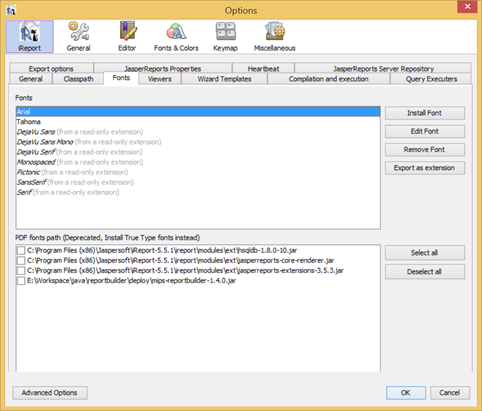 Options
iReport
General
Editor
Fonts & Colors
Keymap
Miscellaneous
Export options
JasperReports Properties
Heartbeat
JasperReports Server Repository
General
Classpath
Fonts
Viewers
Wizard Templates
Compilation and execution
Query Executers
Fonts
Arial
Tahoma
DejaVu Sans (from a read-only extension)
DejaVu Sans Mono (from a read-only extension)
DejaVu Serif (from a read-only extension)
Monospaced (from a read-only extension)
Pictonic (from a read-only extension)
SansSerif (from a read-only extension)
Serif (from a read-only extension)
Install Font
Edit Font
Remove Font
Export as extension
PDF fonts path (Deprecated, Install True Type fonts instead)
C:\Program Files (x86)\Jaspersoft\iReport-5.5.1\ireport\modules\ext\hsqldb-1.8.0-10.jar
C:\Program Files (x86)\Jaspersoft\iReport-5.5.1\ireport\modules\ext\jasperreports-core-renderer.jar
C:\Program Files (x86)\Jaspersoft\iReport-5.5.1\ireport\modules\ext\jasperreports-extensions-3.5.3.jar
E:\Workspace\java\reportbuilder\deploy\mips-reportbuilder-1.4.0.jar
Select all
Deselect all
Advanced Options
OK
Cancel